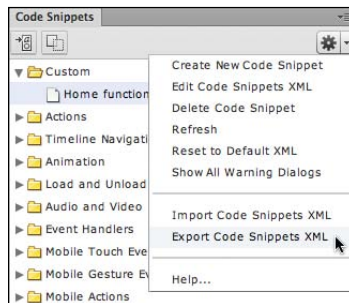 Code Snippets
Custom
Home function
Actions
Timeline Navigati
Animation
Load and Unload
Audio and Video
Event Handlers
Mobile Touch Eve
Mobile Gesture Ev
Mobile Actions
Create New Code Snippet
Edit Code Snippets XML
Delete Code Snippet
Refresh
Reset to Default XML
Show All Warning Dialogs
Import Code Snippets XML
Export Code Snippets XML
Help...